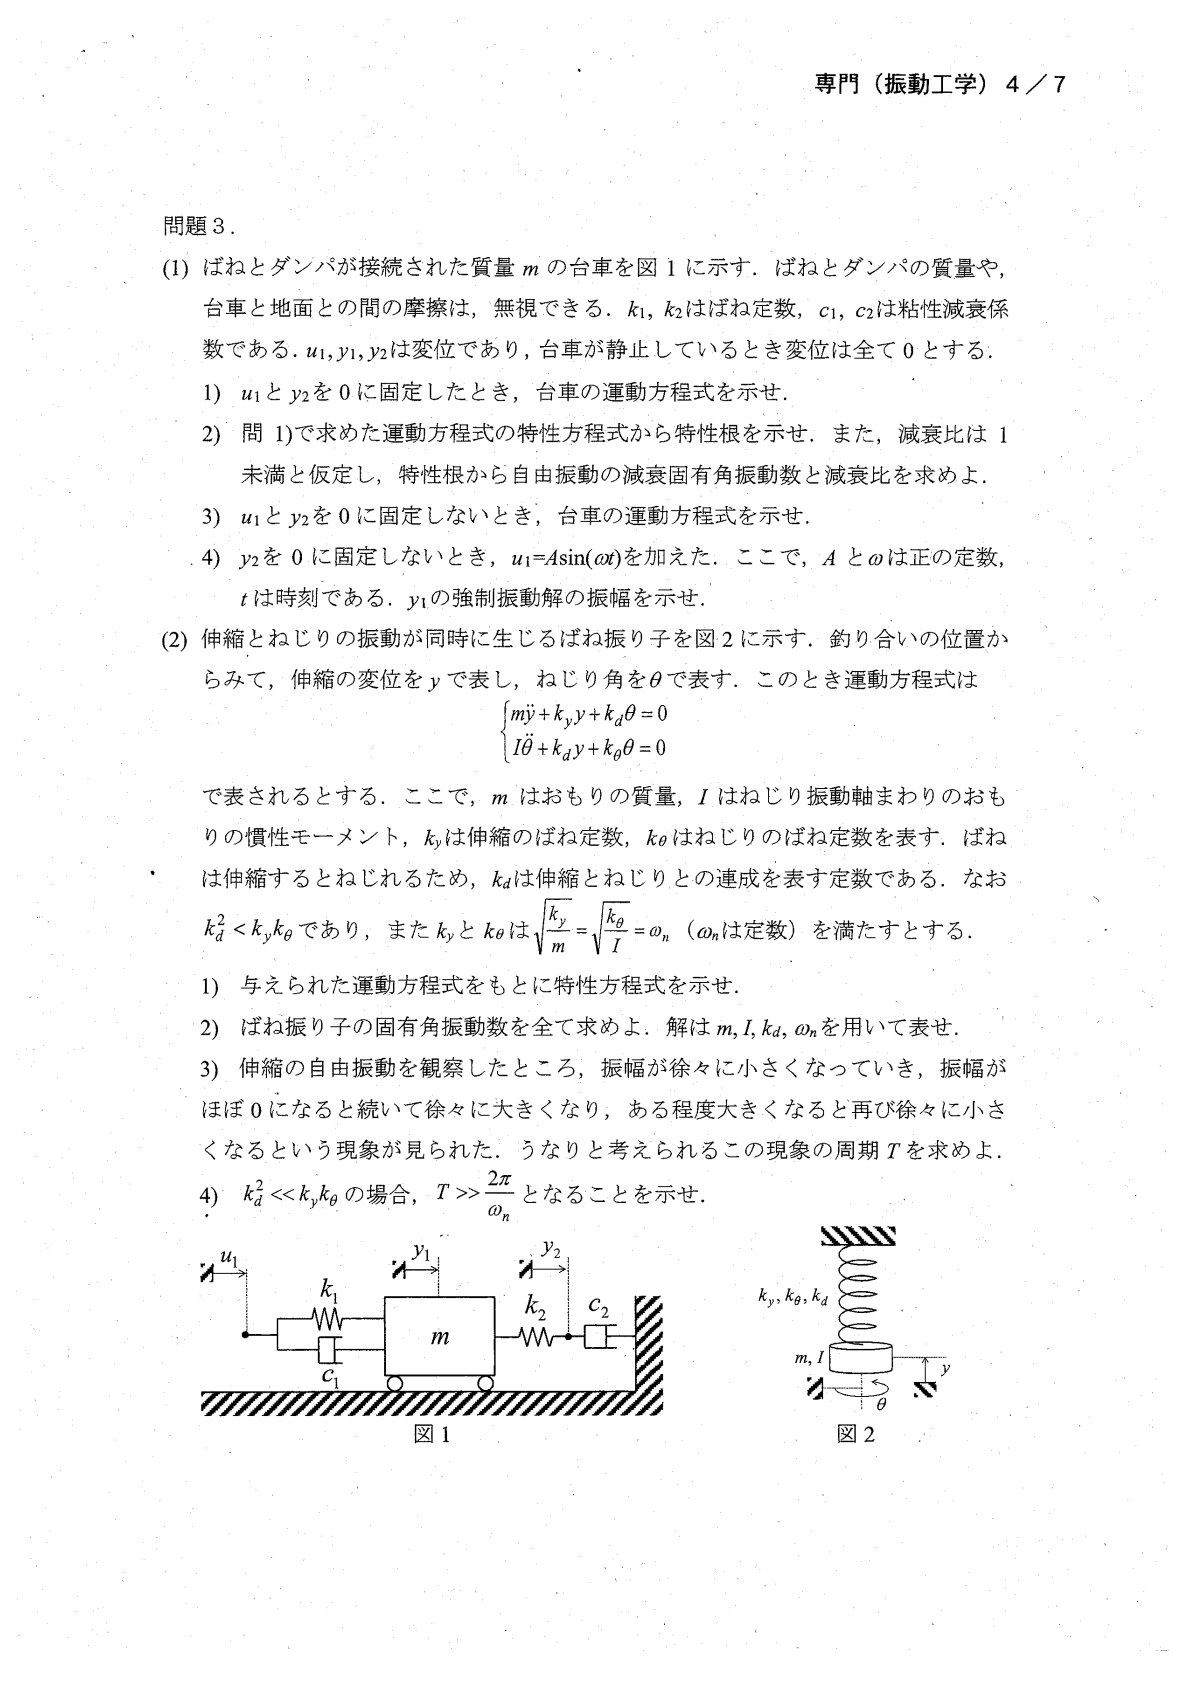 専門（振動工学）４／７
問題３．
(1) ばねとダンパが接続された質量 m の台車を図 1 に示す．ばねとダンパの質量や，
台車と地面との間の摩擦は，無視できる．k₁, k₂はばね定数，c₁, c₂は粘性減衰係
数である．u₁, y₁, y₂は変位であり，台車が静止しているとき変位は全て 0 とする．
1) u₁と y₂を 0 に固定したとき，台車の運動方程式を示せ．
2) 問 1)で求めた運動方程式の特性方程式から特性根を示せ．また，減衰比は 1
未満と仮定し，特性根から自由振動の減衰固有角振動数と減衰比を求めよ．
3) u₁と y₂を 0 に固定しないとき，台車の運動方程式を示せ．
4) y₂を 0 に固定しないとき，u₁=Asin(ωt)を加えた．ここで，A とωは正の定数，
t は時刻である．y₁の強制振動解の振幅を示せ．
(2) 伸縮とねじりの振動が同時に生じるばね振り子を図 2 に示す．釣り合いの位置か
らみて，伸縮の変位を y で表し，ねじり角をθで表す．このとき運動方程式は
{mÿ + k_y y + k_d θ = 0
Iθ̈ + k_d y + k_θ θ = 0
で表されるとする．ここで，m はおもりの質量，I はねじり振動軸まわりのおも
りの慣性モーメント，k_yは伸縮のばね定数，k_θはねじりのばね定数を表す．ばね
は伸縮するとねじれるため，k_dは伸縮とねじりとの連成を表す定数である．なお
k_d² < k_y k_θ であり，また k_yと k_θは √(k_y/m) = √(k_θ/I) = ω_n （ω_nは定数）を満たすとする．
1) 与えられた運動方程式をもとに特性方程式を示せ．
2) ばね振り子の固有角振動数を全て求めよ．解は m, I, k_d, ω_nを用いて表せ．
3) 伸縮の自由振動を観察したところ，振幅が徐々に小さくなっていき，振幅が
ほぼ 0 になると続いて徐々に大きくなり，ある程度大きくなると再び徐々に小さ
くなるという現象が見られた．うなりと考えられるこの現象の周期 T を求めよ．
4) k_d² << k_y k_θ の場合，T >> 2π/ω_n となることを示せ．
u₁ y₁ y₂
k₁ k₂ c₂
m
c₁
図 1
k_y, k_θ, k_d
m, I
y
θ
図 2